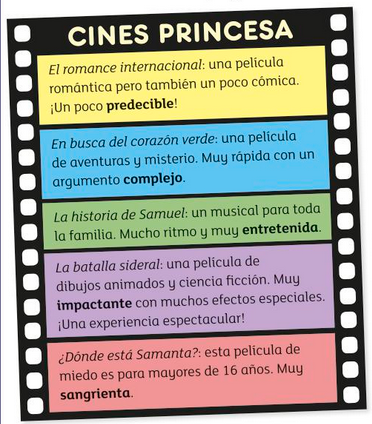 CINES PRINCESA
El romance internacional: una película
romántica pero también un poco cómica.
¡Un poco predecible!
En busca del corazón verde: una película
de aventuras y misterio. Muy rápida con un
argumento complejo.
La historia de Samuel: un musical para toda
la familia. Mucho ritmo y muy entretenida.
La batalla sideral: una película de
dibujos animados y ciencia ficción. Muy
impactante con muchos efectos especiales.
¡Una experiencia espectacular!
¿Dónde está Samanta?: esta película de
miedo es para mayores de 16 años. Muy
sangrienta.